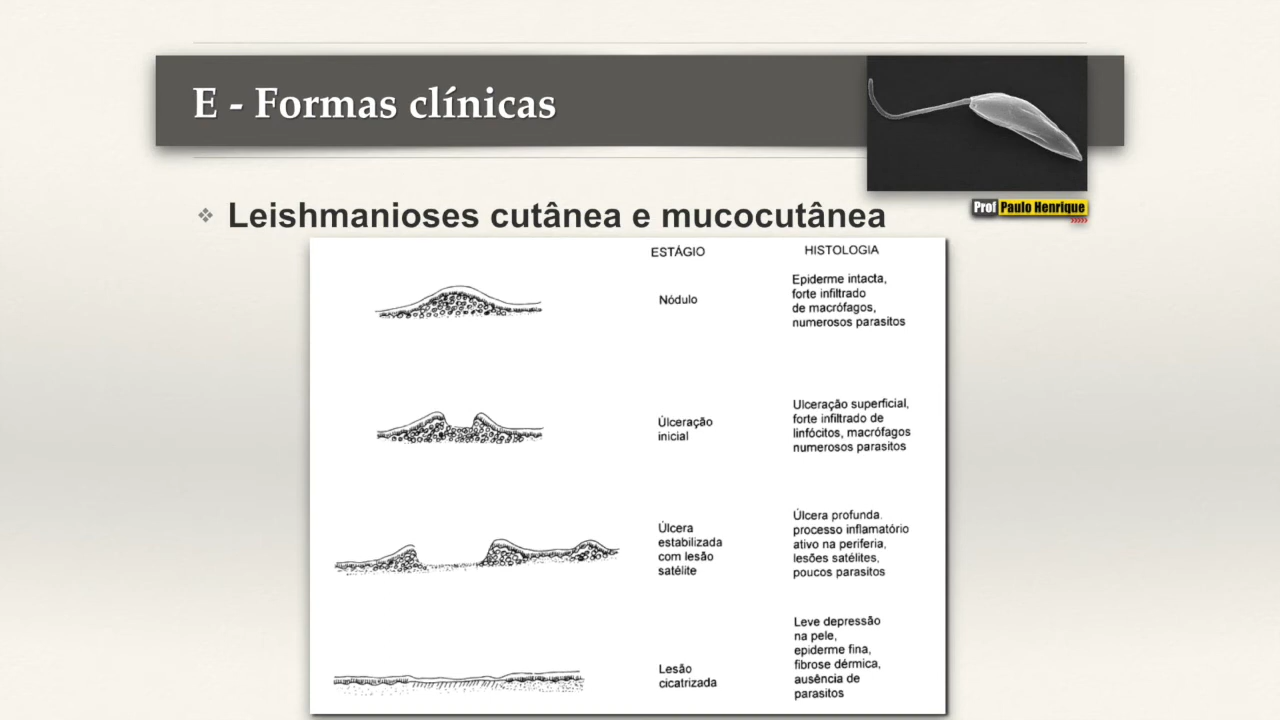 E - Formas clínicas
Prof Paulo Henrique
Leishmanioses cutânea e mucocutânea
ESTÁGIO
HISTOLOGIA
Nódulo
Epiderme intacta,
forte infiltrado
de macrófagos,
numerosos parasitos
Úlceração
inicial
Ulceração superficial,
forte infiltrado de
linfócitos, macrófagos
numerosos parasitos
Úlcera
estabilizada
com lesão
satélite
Úlcera profunda.
processo inflamatório
ativo na periferia,
lesões satélites,
poucos parasitos
Lesão
cicatrizada
Leve depressão
na pele,
epiderme fina,
fibrose dérmica,
ausência de
parasitos